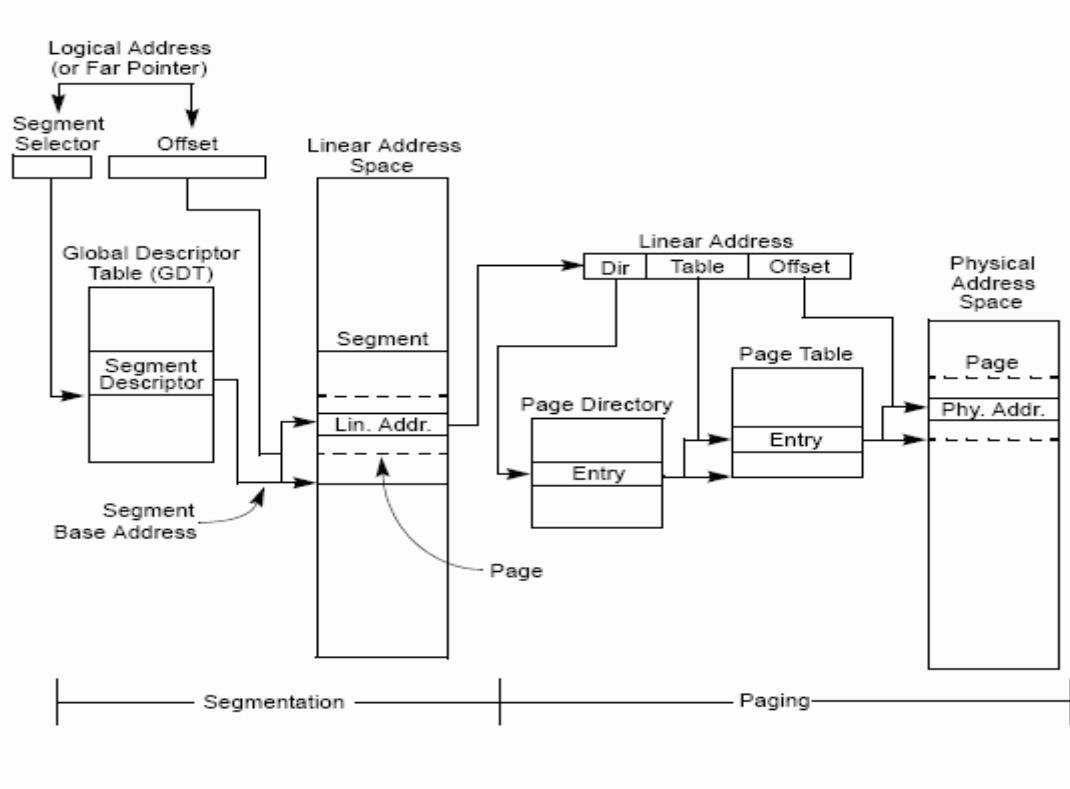 Logical Address
(or Far Pointer)
Segment
Selector
Offset
Linear Address
Space
Global Descriptor
Table (GDT)
Segment
Descriptor
Segment
Lin. Addr.
Segment
Base Address
Page
Linear Address
Dir
Table
Offset
Page Directory
Entry
Page Table
Entry
Physical
Address
Space
Page
Phy. Addr.
Segmentation
Paging